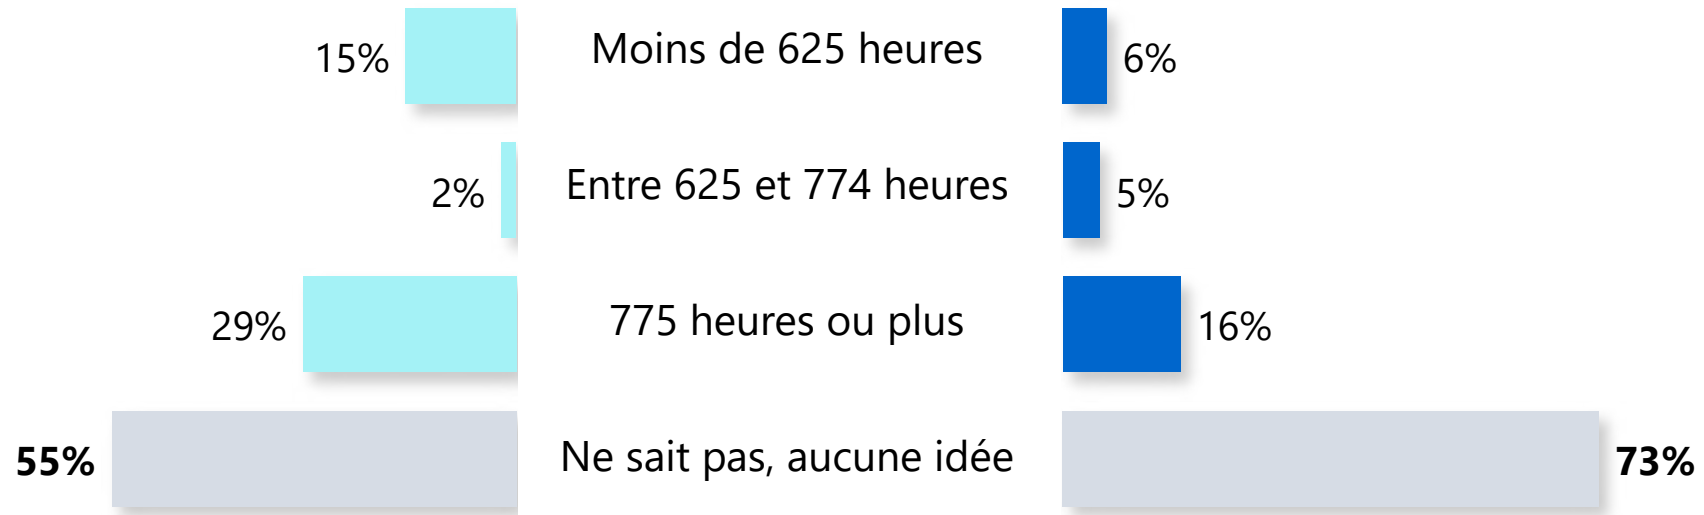 15% Moins de 625 heures 6%
2% Entre 625 et 774 heures 5%
29% 775 heures ou plus 16%
55% Ne sait pas, aucune idée 73%